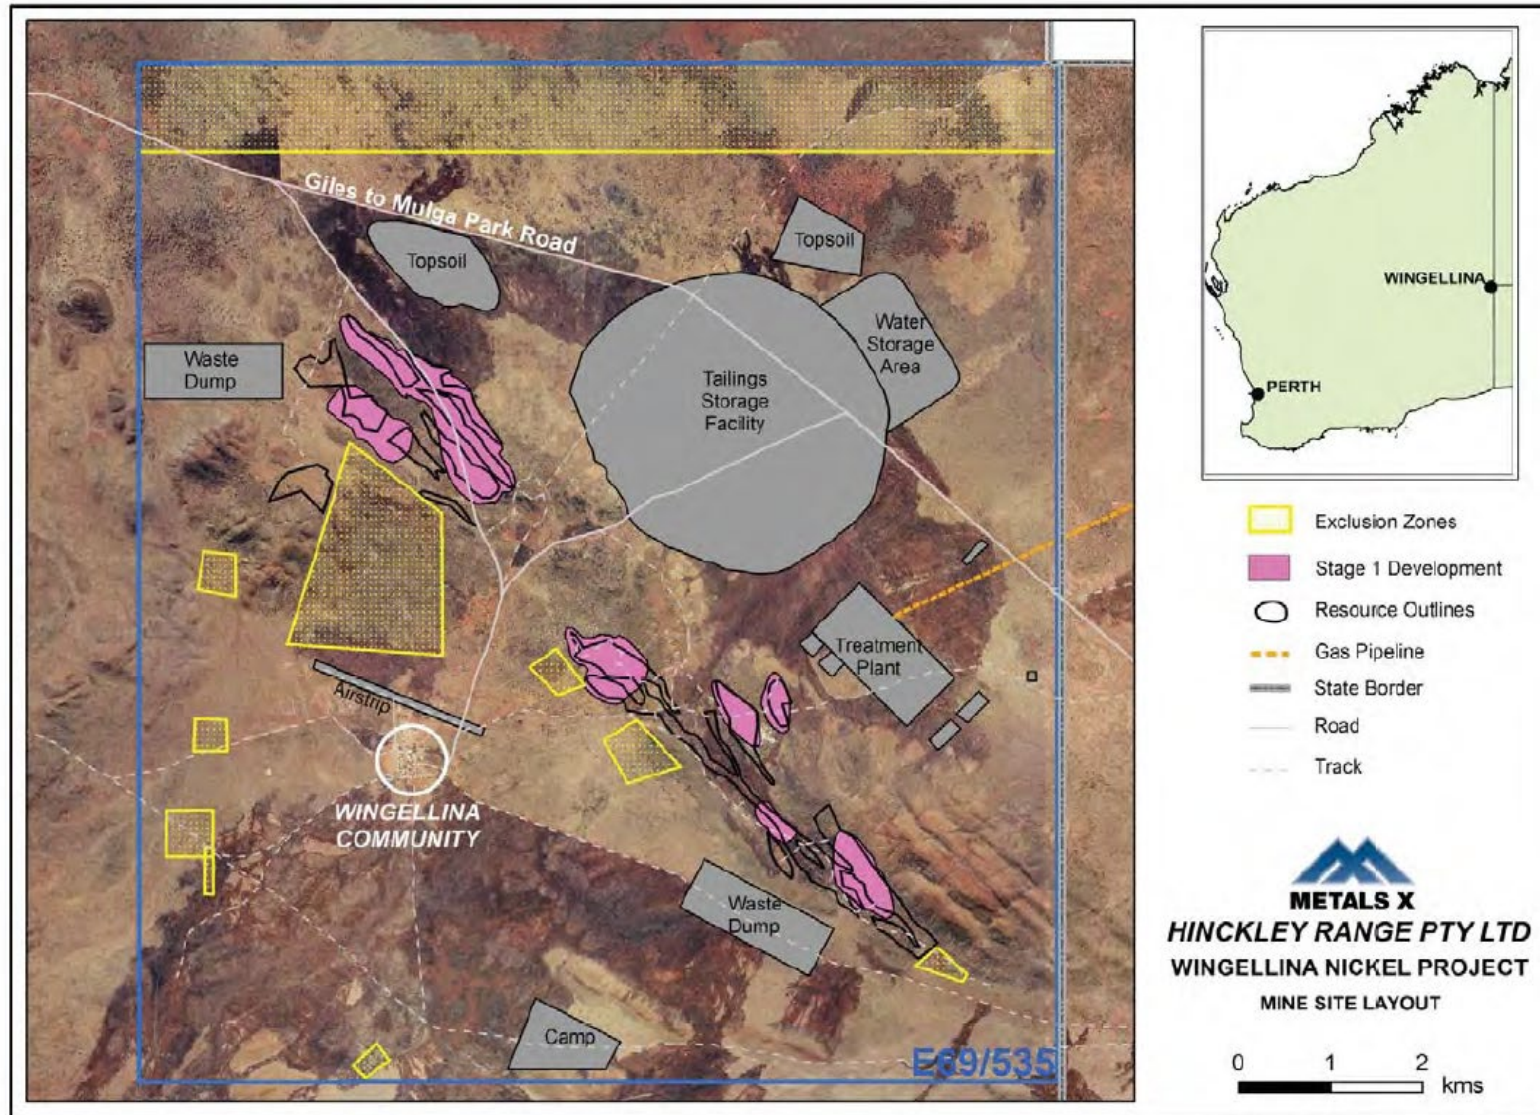 Giles to Mulga Park Road
Topsoil
Topsoil
Waste
Dump
Water
Storage
Area
Tailings
Storage
Facility
Treatment
Plant
Airstrip
WINGELLINA
COMMUNITY
Waste
Dump
Camp
E69/535
WINGELLINA
PERTH
Exclusion Zones
Stage 1 Development
Resource Outlines
Gas Pipeline
State Border
Road
Track
METALS X
HINCKLEY RANGE PTY LTD
WINGELLINA NICKEL PROJECT
MINE SITE LAYOUT
0 1 2
kms